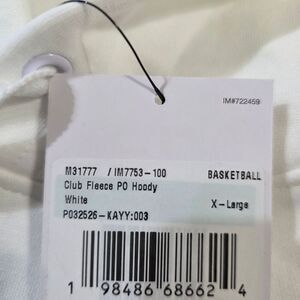 IM#722459
M31777 / IM7753-100 BASKETBALL
Club Fleece PO Hoody
White X-Large
P032526-KAYY:003
1 98486 68662 4